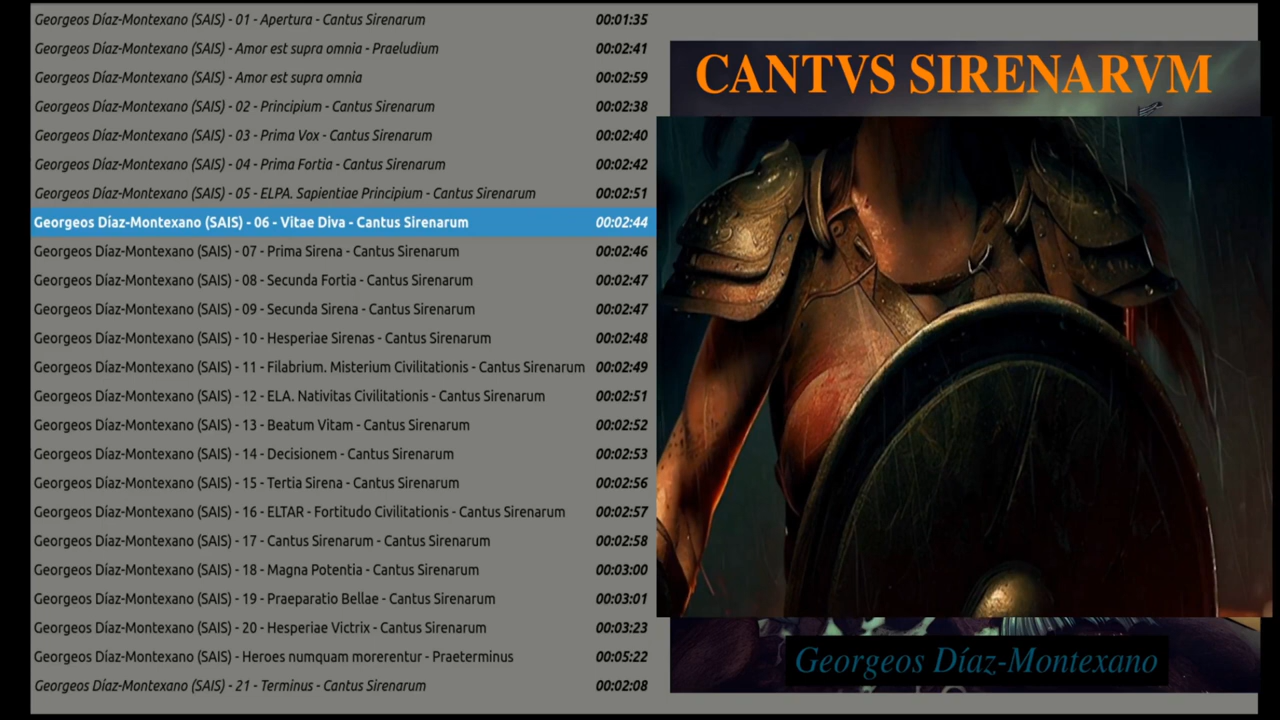 Georgeos Díaz-Montexano (SAIS) - 01 - Apertura - Cantus Sirenarum 00:01:35
Georgeos Díaz-Montexano (SAIS) - Amor est supra omnia - Praeludium 00:02:41
Georgeos Díaz-Montexano (SAIS) - Amor est supra omnia 00:02:59
Georgeos Díaz-Montexano (SAIS) - 02 - Principium - Cantus Sirenarum 00:02:38
Georgeos Díaz-Montexano (SAIS) - 03 - Prima Vox - Cantus Sirenarum 00:02:40
Georgeos Díaz-Montexano (SAIS) - 04 - Prima Fortia - Cantus Sirenarum 00:02:42
Georgeos Díaz-Montexano (SAIS) - 05 - ELPA. Sapientiae Principium - Cantus Sirenarum 00:02:51
Georgeos Díaz-Montexano (SAIS) - 06 - Vitae Diva - Cantus Sirenarum 00:02:44
Georgeos Díaz-Montexano (SAIS) - 07 - Prima Sirena - Cantus Sirenarum 00:02:46
Georgeos Díaz-Montexano (SAIS) - 08 - Secunda Fortia - Cantus Sirenarum 00:02:47
Georgeos Díaz-Montexano (SAIS) - 09 - Secunda Sirena - Cantus Sirenarum 00:02:47
Georgeos Díaz-Montexano (SAIS) - 10 - Hesperiae Sirenas - Cantus Sirenarum 00:02:48
Georgeos Díaz-Montexano (SAIS) - 11 - Filabrium. Misterium Civilitationis - Cantus Sirenarum 00:02:49
Georgeos Díaz-Montexano (SAIS) - 12 - ELA. Nativitas Civilitationis - Cantus Sirenarum 00:02:51
Georgeos Díaz-Montexano (SAIS) - 13 - Beatum Vitam - Cantus Sirenarum 00:02:52
Georgeos Díaz-Montexano (SAIS) - 14 - Decisionem - Cantus Sirenarum 00:02:53
Georgeos Díaz-Montexano (SAIS) - 15 - Tertia Sirena - Cantus Sirenarum 00:02:56
Georgeos Díaz-Montexano (SAIS) - 16 - ELTAR - Fortitudo Civilitationis - Cantus Sirenarum 00:02:57
Georgeos Díaz-Montexano (SAIS) - 17 - Cantus Sirenarum - Cantus Sirenarum 00:02:58
Georgeos Díaz-Montexano (SAIS) - 18 - Magna Potentia - Cantus Sirenarum 00:03:00
Georgeos Díaz-Montexano (SAIS) - 19 - Praeparatio Bellae - Cantus Sirenarum 00:03:01
Georgeos Díaz-Montexano (SAIS) - 20 - Hesperiae Victrix - Cantus Sirenarum 00:03:23
Georgeos Díaz-Montexano (SAIS) - Heroes numquam morerentur - Praeterminus 00:05:22
Georgeos Díaz-Montexano (SAIS) - 21 - Terminus - Cantus Sirenarum 00:02:08
CANTVS SIRENARVM
Georgeos Díaz-Montexano